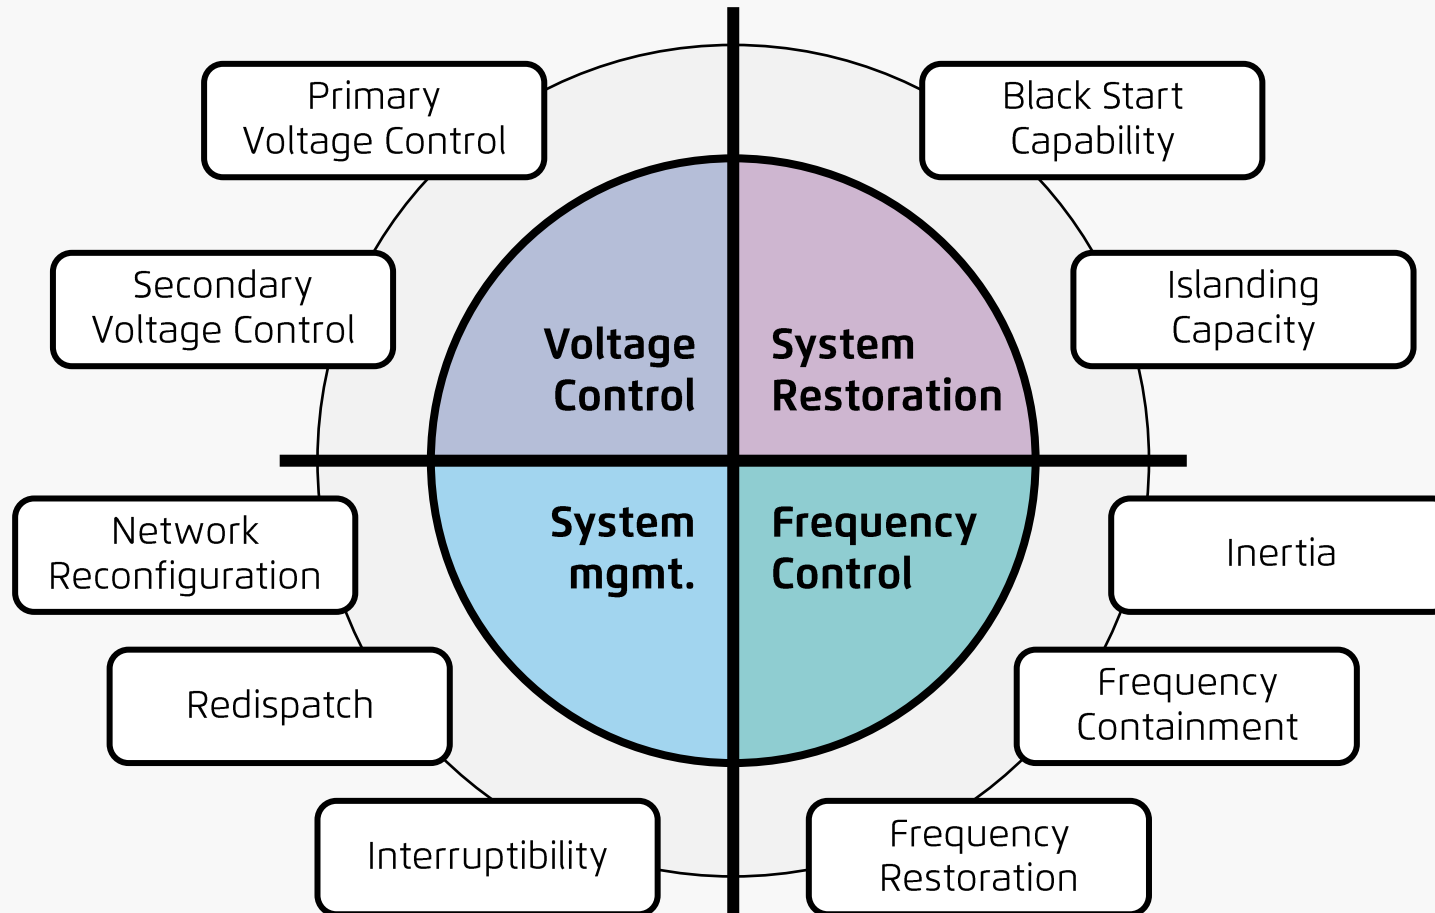 Primary
Voltage Control
Black Start
Capability
Secondary
Voltage Control
Islanding
Capacity
Voltage
Control
System
Restoration
System
mgmt.
Frequency
Control
Network
Reconfiguration
Inertia
Redispatch
Frequency
Containment
Interruptibility
Frequency
Restoration